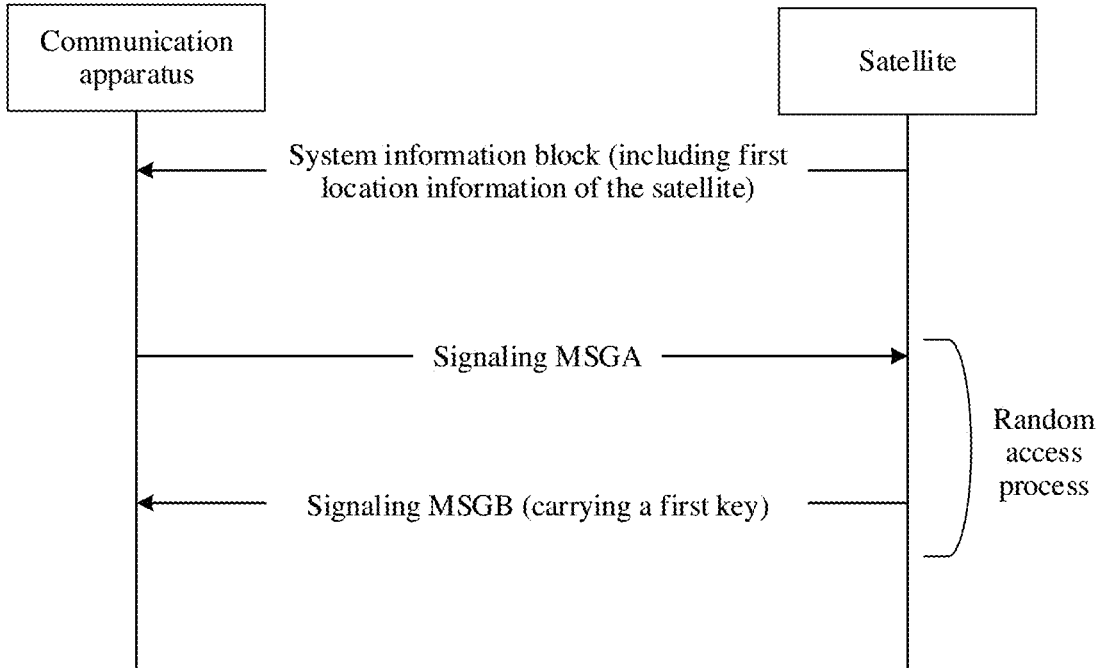 Communication
apparatus
Satellite
System information block (including first
location information of the satellite)
Signaling MSGA
Random
access
process
Signaling MSGB (carrying a first key)